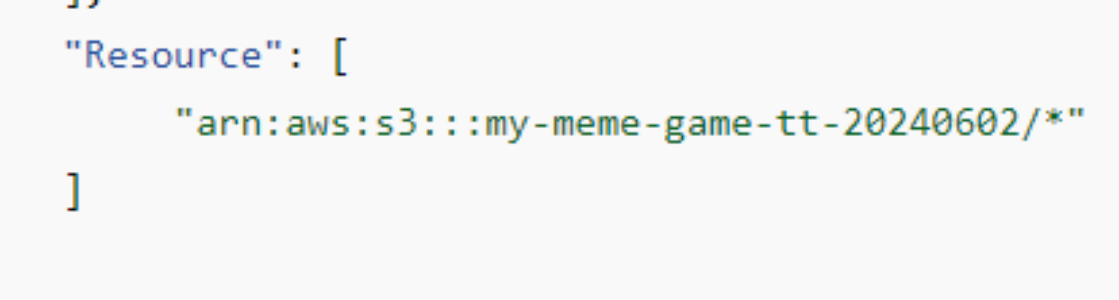 ],
"Resource": [
"arn:aws:s3:::my-meme-game-tt-20240602/*"
]